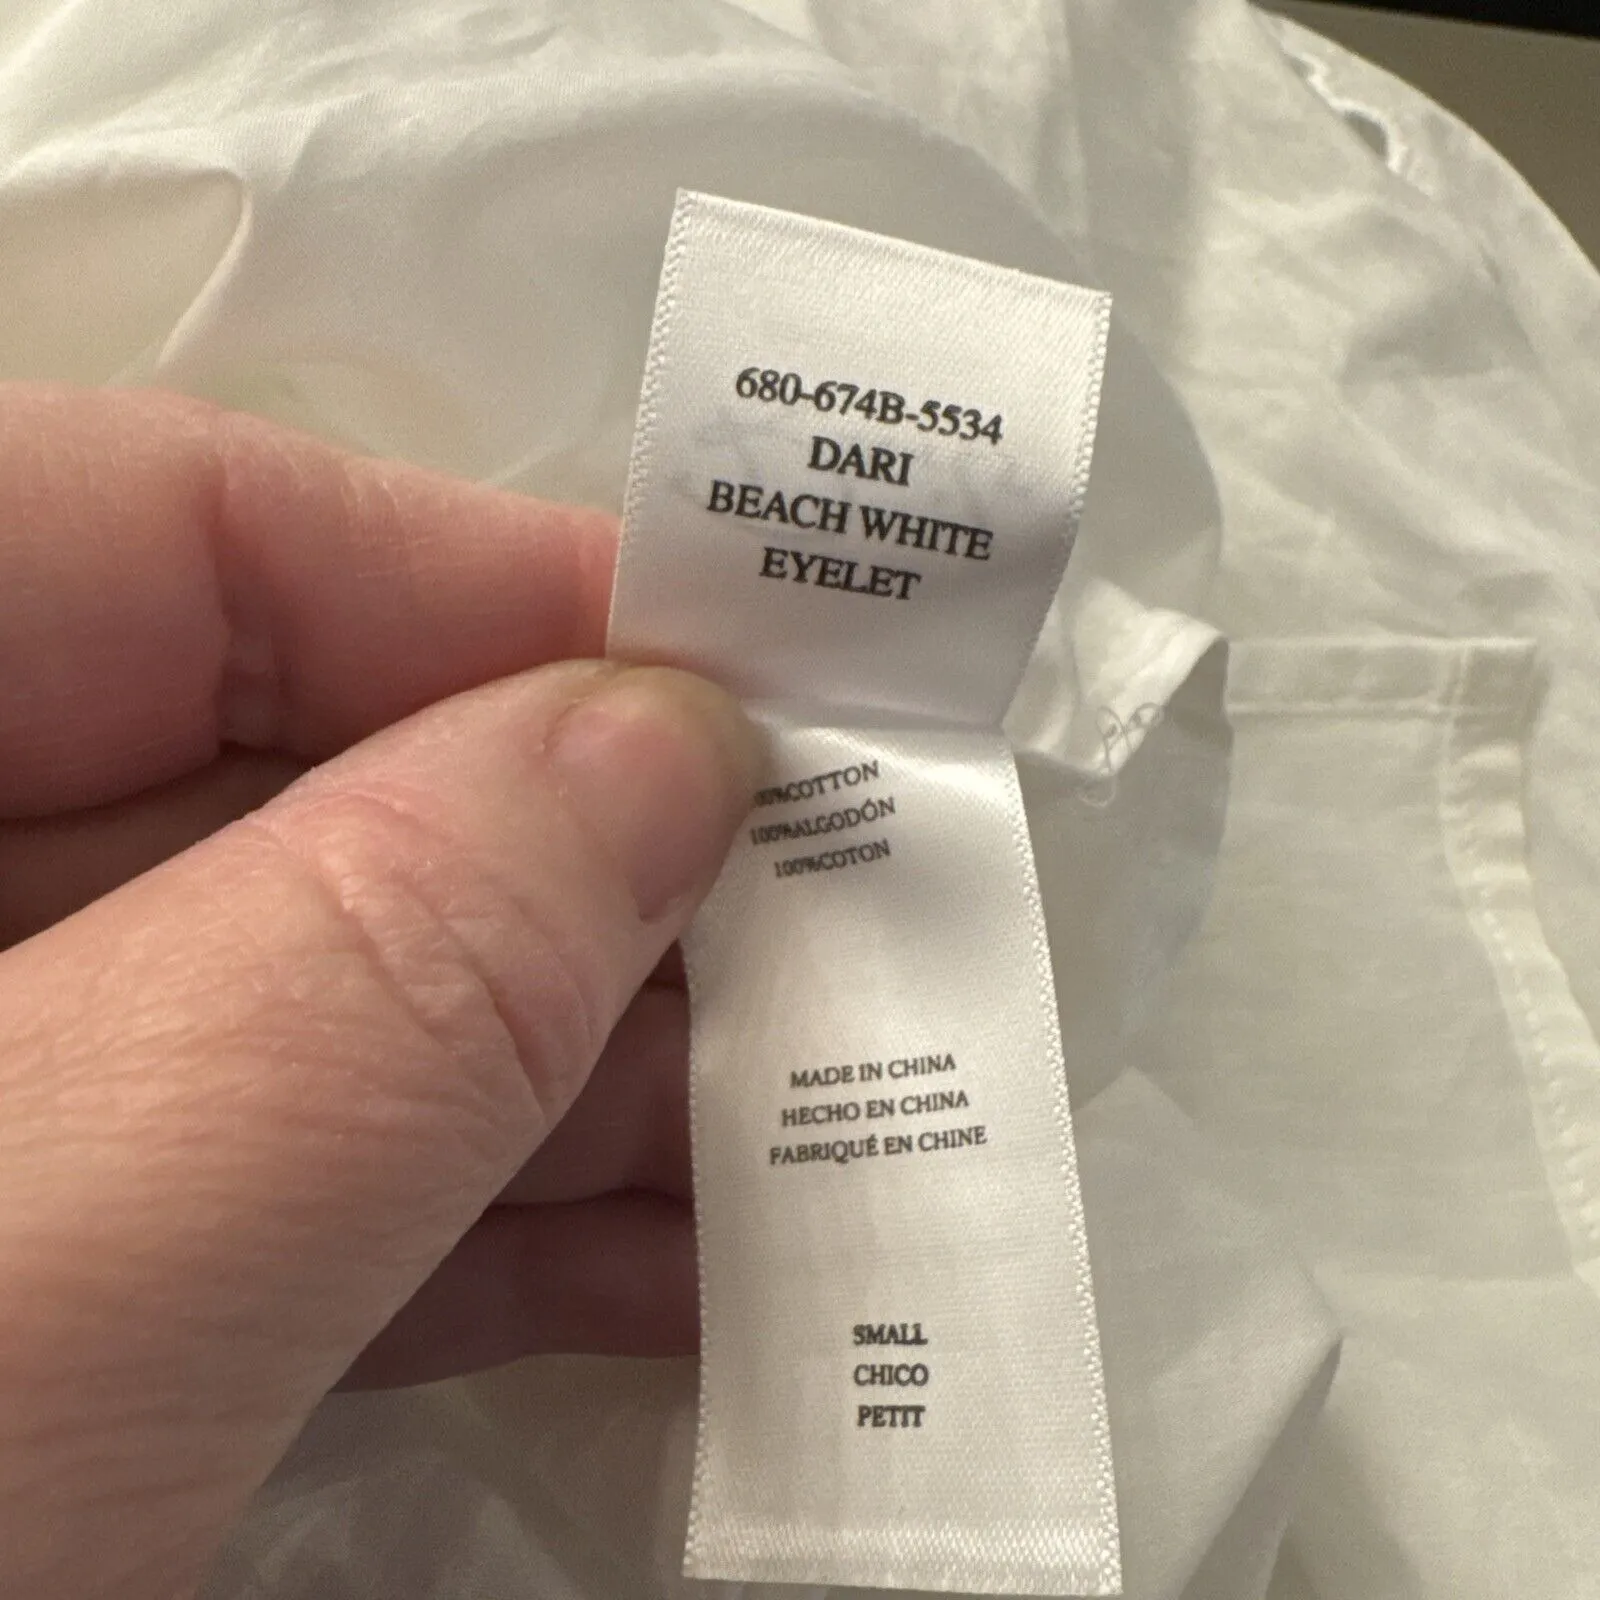 680-674B-5534
DARI
BEACH WHITE
EYELET
100%COTTON
100%ALGODÓN
100%COTON
MADE IN CHINA
HECHO EN CHINA
FABRIQUÉ EN CHINE
SMALL
CHICO
PETIT